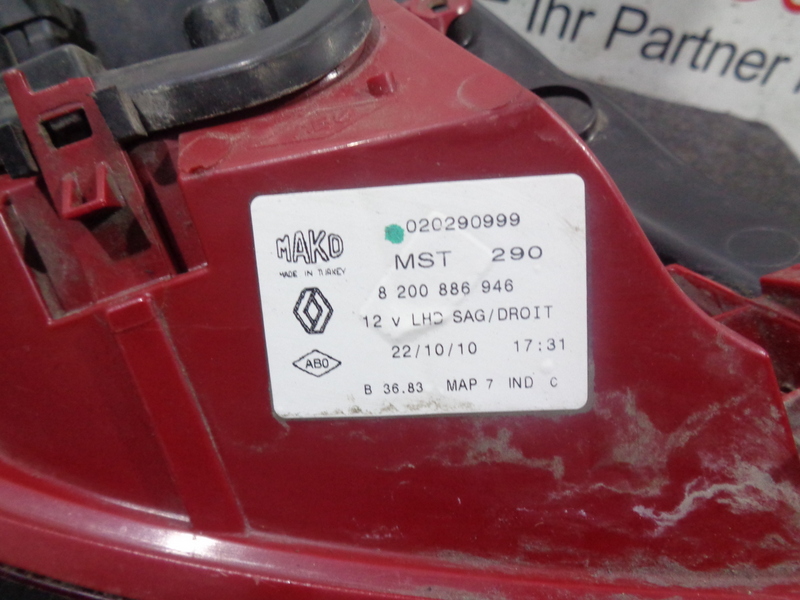 Ihr Partner
020290999
MAKO
MADE IN TURKEY
MST 290
8 200 886 946
12 V LHD SAG/DROIT
22/10/10 17:31
ABO
B 36.83 MAP 7 IND C